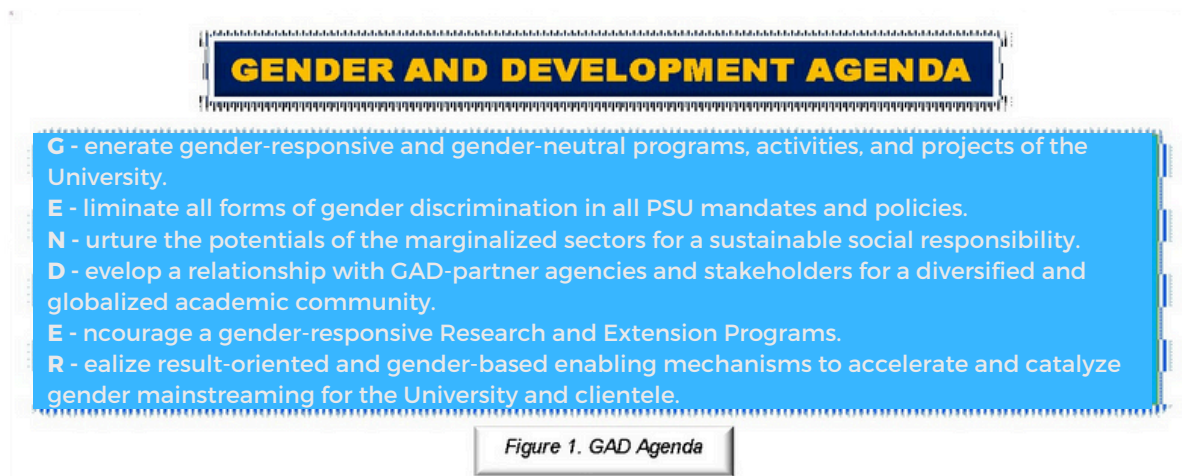 GENDER AND DEVELOPMENT AGENDA
G - enerate gender-responsive and gender-neutral programs, activities, and projects of the
University.
E - liminate all forms of gender discrimination in all PSU mandates and policies.
N - urture the potentials of the marginalized sectors for a sustainable social responsibility.
D - evelop a relationship with GAD-partner agencies and stakeholders for a diversified and
globalized academic community.
E - ncourage a gender-responsive Research and Extension Programs.
R - ealize result-oriented and gender-based enabling mechanisms to accelerate and catalyze
gender mainstreaming for the University and clientele.
Figure 1. GAD Agenda